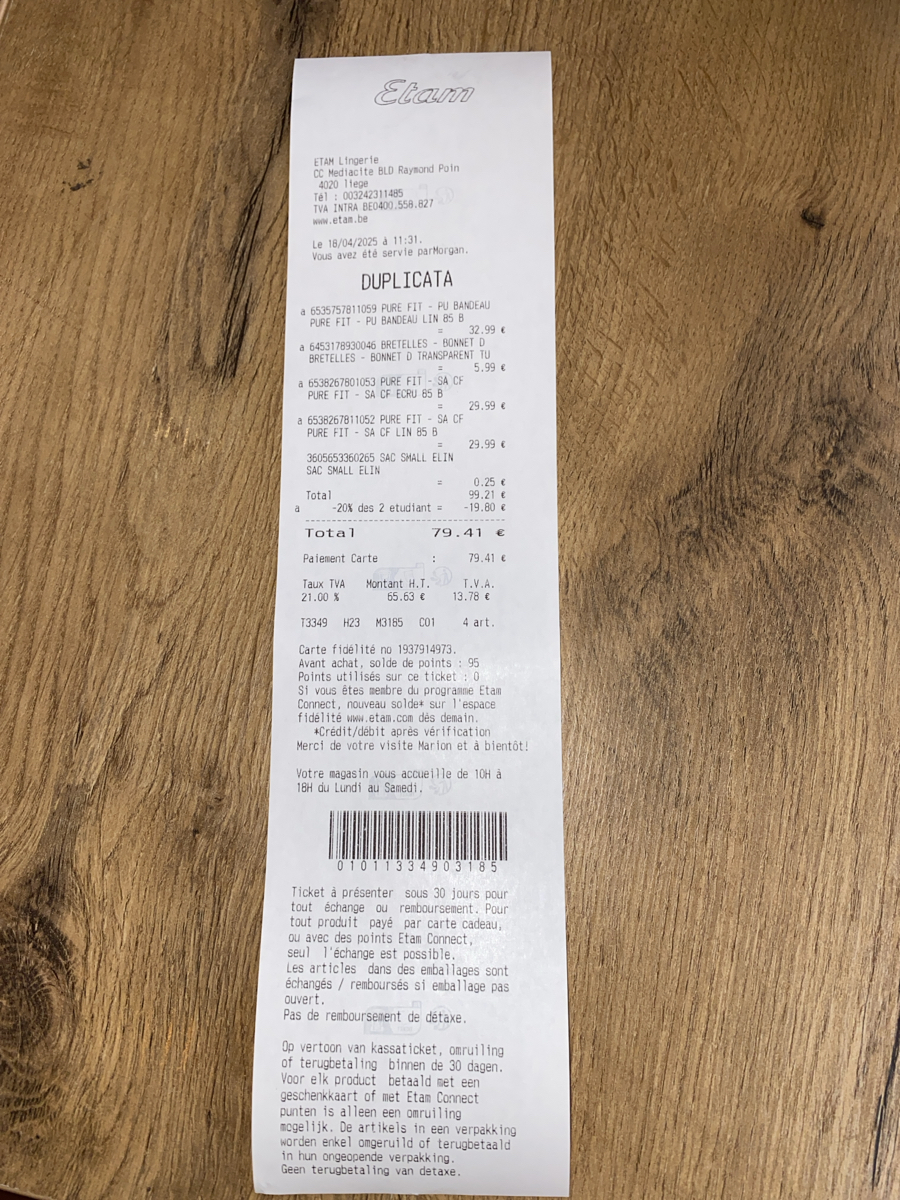 Etam
ETAM Lingerie
CC Mediacite BLD Raymond Poin
4020 liege
Tél : 003242311485
TVA INTRA BE0400.558.827
www.etam.be
Le 18/04/2025 à 11:31.
Vous avez été servie parMorgan.
DUPLICATA
a 6535757811059 PURE FIT - PU BANDEAU
PURE FIT - PU BANDEAU LIN 85 B
= 32.99 €
a 6453178930046 BRETELLES - BONNET D
BRETELLES - BONNET D TRANSPARENT TU
= 5.99 €
a 6538267801053 PURE FIT - SA CF
PURE FIT - SA CF ECRU 85 B
= 29.99 €
a 6538267811052 PURE FIT - SA CF
PURE FIT - SA CF LIN 85 B
= 29.99 €
3605653360265 SAC SMALL ELIN
SAC SMALL ELIN
= 0.25 €
Total 99.21 €
a -20% des 2 etudiant = -19.80 €
Total 79.41 €
Paiement Carte : 79.41 €
Taux TVA Montant H.T. T.V.A.
21.00 % 65.63 € 13.78 €
T3349 H23 M3185 C01 4 art.
Carte fidélité no 1937914973.
Avant achat, solde de points : 95
Points utilisés sur ce ticket : 0
Si vous êtes membre du programme Etam
Connect, nouveau solde* sur l'espace
fidélité www.etam.com dès demain.
*Crédit/débit après vérification
Merci de votre visite Marion et à bientôt!
Votre magasin vous accueille de 10H à
18H du Lundi au Samedi.
01011334903185
Ticket à présenter sous 30 jours pour
tout échange ou remboursement. Pour
tout produit payé par carte cadeau,
ou avec des points Etam Connect,
seul l'échange est possible.
Les articles dans des emballages sont
échangés / remboursés si emballage pas
ouvert.
Pas de remboursement de détaxe.
Op vertoon van kassaticket, omruiling
of terugbetaling binnen de 30 dagen.
Voor elk product betaald met een
geschenkkaart of met Etam Connect
punten is alleen een omruiling
mogelijk. De artikels in een verpakking
worden enkel omgeruild of terugbetaald
in hun ongeopende verpakking.
Geen terugbetaling van detaxe.